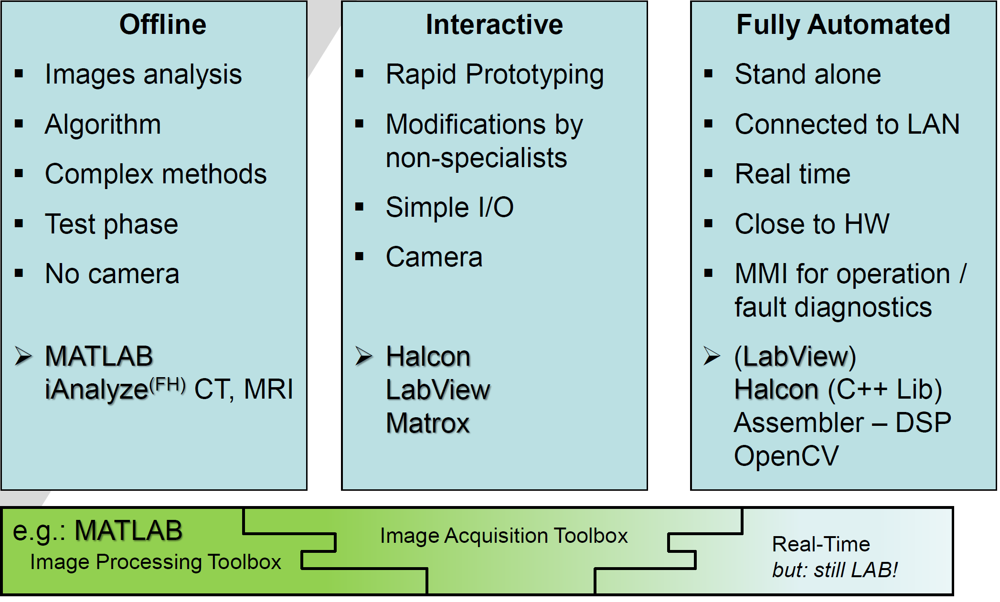 Offline
▪ Images analysis
▪ Algorithm
▪ Complex methods
▪ Test phase
▪ No camera
➢ MATLAB
iAnalyze(FH) CT, MRI
Interactive
▪ Rapid Prototyping
▪ Modifications by
non-specialists
▪ Simple I/O
▪ Camera
➢ Halcon
LabView
Matrox
Fully Automated
▪ Stand alone
▪ Connected to LAN
▪ Real time
▪ Close to HW
▪ MMI for operation /
fault diagnostics
➢ (LabView)
Halcon (C++ Lib)
Assembler – DSP
OpenCV
e.g.: MATLAB
Image Processing Toolbox
Image Acquisition Toolbox
Real-Time
but: still LAB!